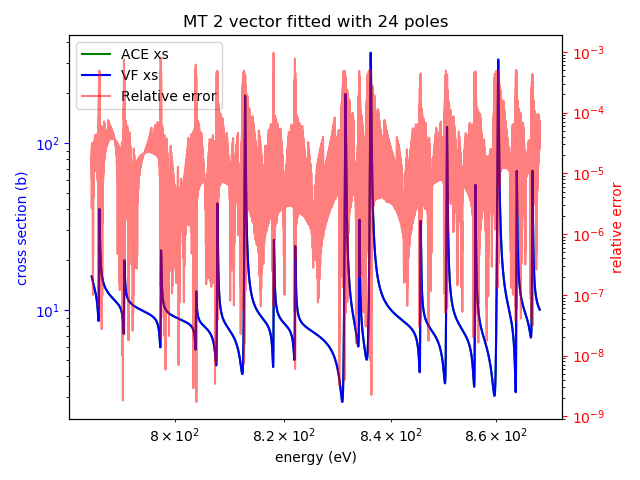 MT 2 vector fitted with 24 poles
ACE xs
VF xs
Relative error
cross section (b)
10²
10¹
10⁻³
10⁻⁴
10⁻⁵
10⁻⁶
10⁻⁷
10⁻⁸
10⁻⁹
relative error
8 × 10² 8.2 × 10² 8.4 × 10² 8.6 × 10²
energy (eV)